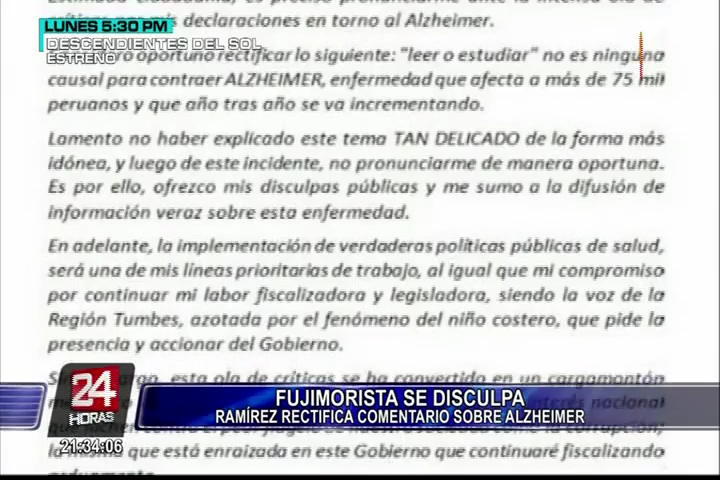 LUNES 5:30 PM
DESCENDIENTES DEL SOL
ESTRENO
declaraciones en torno al Alzheimer.
oportuno rectificar lo siguiente: "leer o estudiar" no es ninguna
causal para contraer ALZHEIMER, enfermedad que afecta a más de 75 mil
peruanos y que año tras año se va incrementando.
Lamento no haber explicado este tema TAN DELICADO de la forma más
idónea, y luego de este incidente, no pronunciarme de manera oportuna.
Es por ello, ofrezco mis disculpas públicas y me sumo a la difusión de
información veraz sobre esta enfermedad.
En adelante, la implementación de verdaderas políticas públicas de salud,
será una de mis líneas prioritarias de trabajo, al igual que mi compromiso
por continuar mi labor fiscalizadora y legisladora, siendo la voz de la
Región Tumbes, azotada por el fenómeno del niño costero, que pide la
presencia y accionar del Gobierno.
esta ola de críticas se ha convertido en un cargamontón
nacional
24
HORAS
21:34:06
FUJIMORISTA SE DISCULPA
RAMÍREZ RECTIFICA COMENTARIO SOBRE ALZHEIMER
la misma que está enraizada en este Gobierno que continuaré fiscalizando